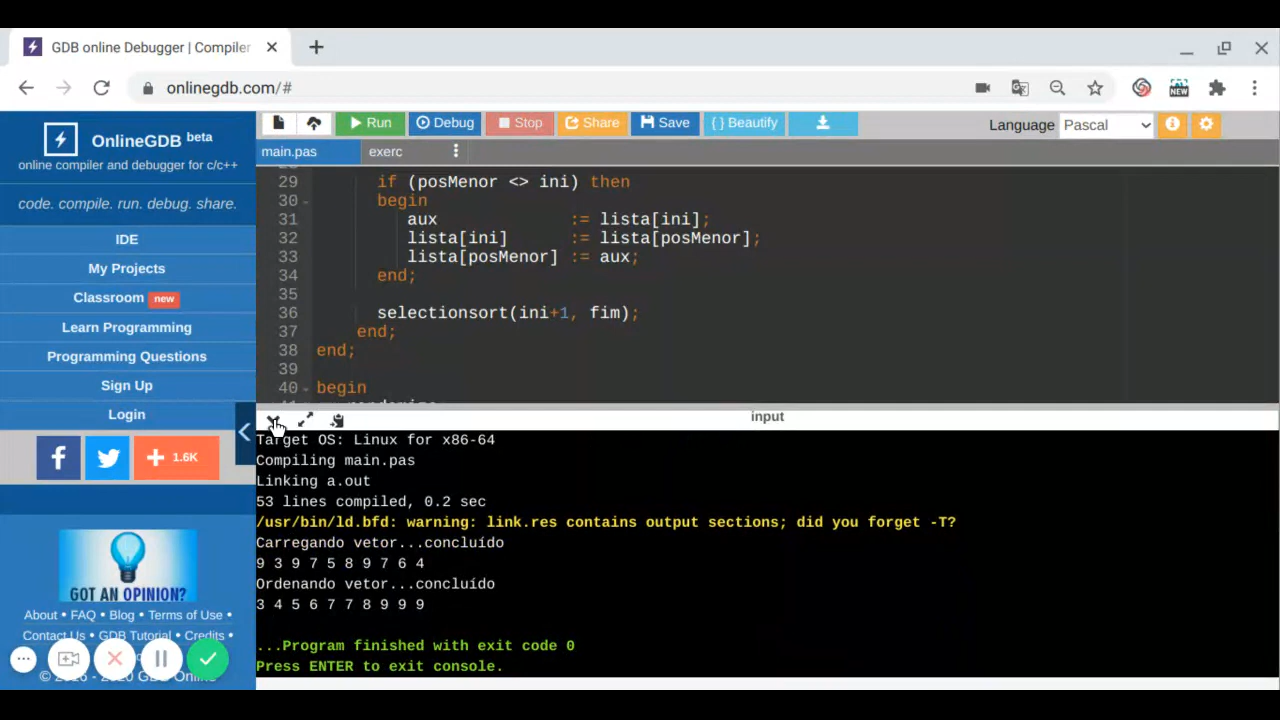 GDB online Debugger | Compiler
onlinegdb.com/#
OnlineGDB beta
online compiler and debugger for c/c++
code. compile. run. debug. share.
IDE
My Projects
Classroom new
Learn Programming
Programming Questions
Sign Up
Login
1.6K
GOT AN OPINION?
About • FAQ • Blog • Terms of Use •
Contact Us • GDB Tutorial • Credits •
Run Debug Stop Share Save { } Beautify
Language Pascal
main.pas exerc
29 if (posMenor <> ini) then
30 begin
31 aux := lista[ini];
32 lista[ini] := lista[posMenor];
33 lista[posMenor] := aux;
34 end;
35
36 selectionsort(ini+1, fim);
37 end;
38 end;
39
40 begin
input
Target OS: Linux for x86-64
Compiling main.pas
Linking a.out
53 lines compiled, 0.2 sec
/usr/bin/ld.bfd: warning: link.res contains output sections; did you forget -T?
Carregando vetor...concluído
9 3 9 7 5 8 9 7 6 4
Ordenando vetor...concluído
3 4 5 6 7 7 8 9 9 9
...Program finished with exit code 0
Press ENTER to exit console.